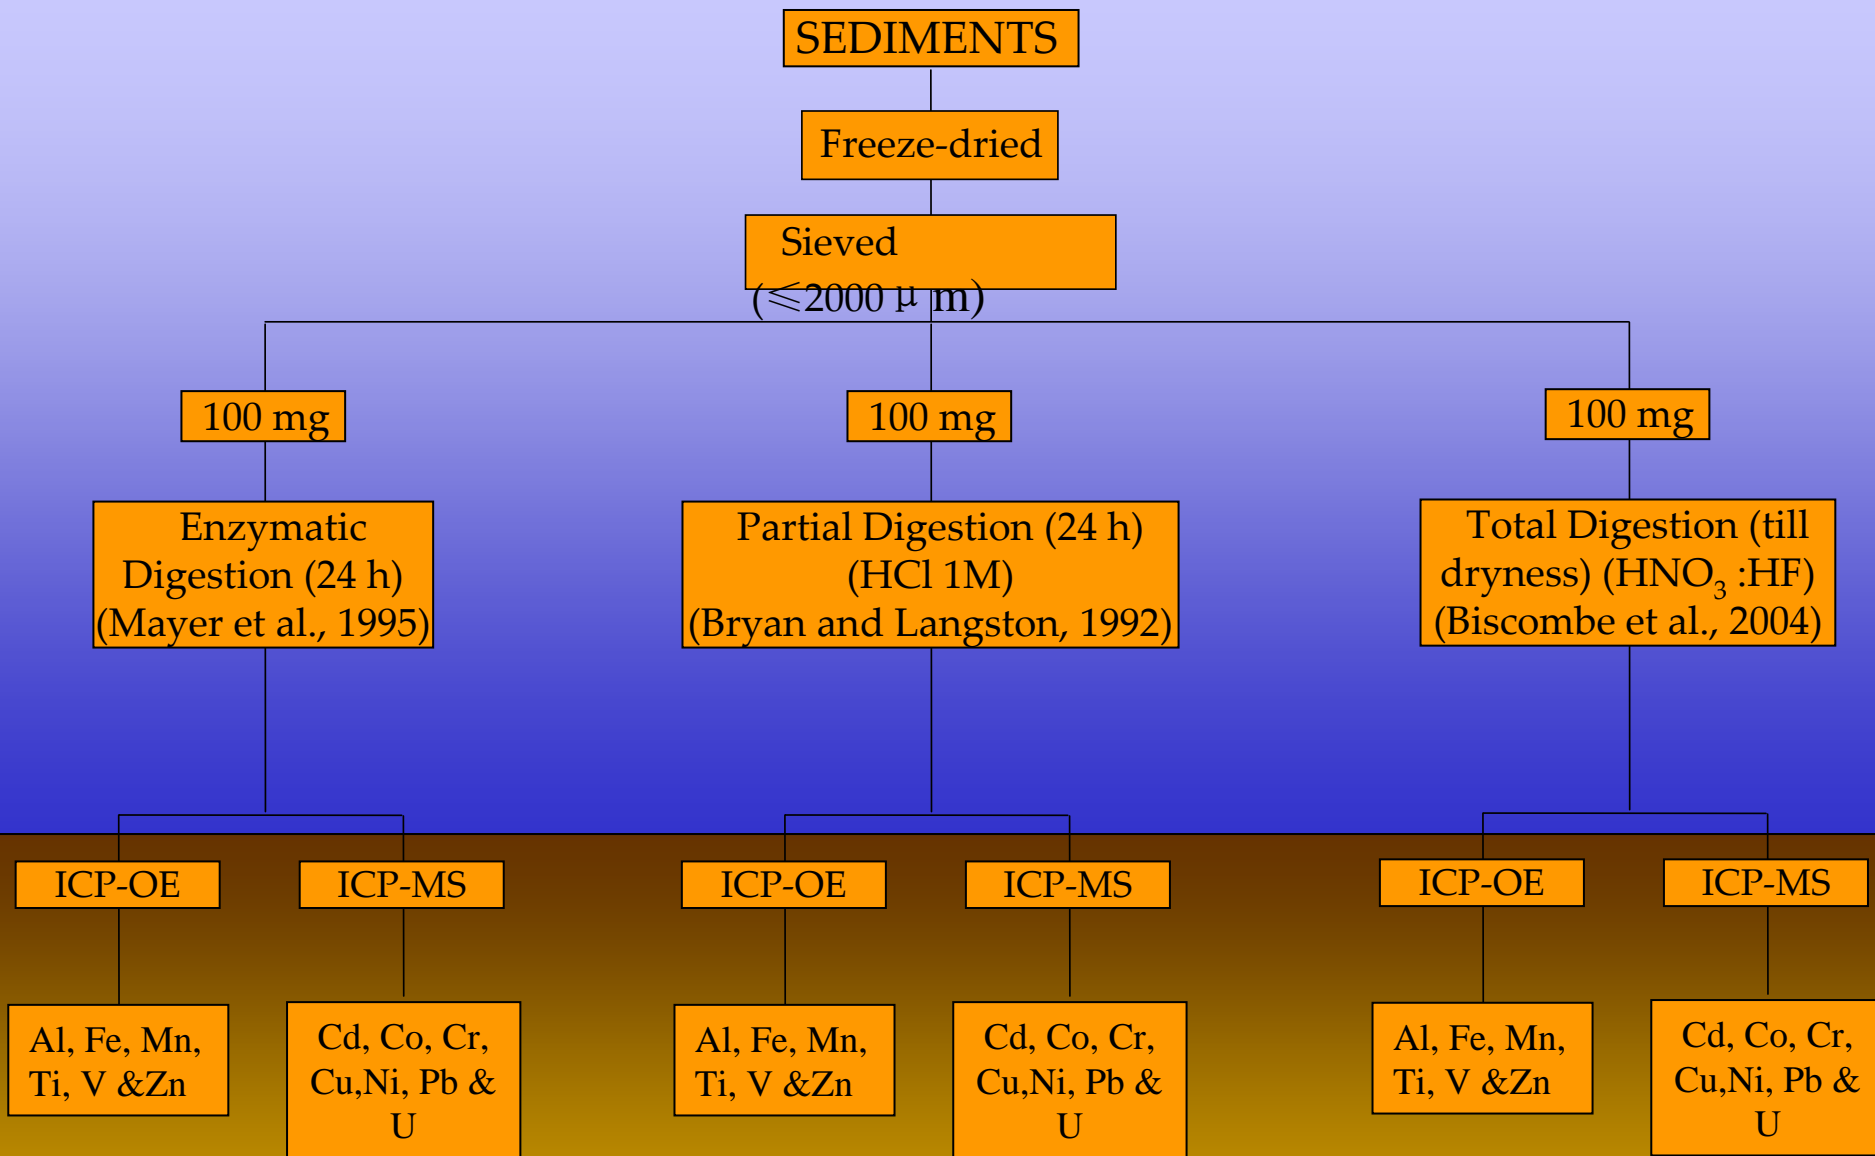 SEDIMENTS
Freeze-dried
Sieved
(≤2000 μ m)
100 mg
100 mg
100 mg
Enzymatic
Digestion (24 h)
(Mayer et al., 1995)
Partial Digestion (24 h)
(HCl 1M)
(Bryan and Langston, 1992)
Total Digestion (till
dryness) (HNO₃ :HF)
(Biscombe et al., 2004)
ICP-OE
ICP-MS
ICP-OE
ICP-MS
ICP-OE
ICP-MS
Al, Fe, Mn,
Ti, V &Zn
Cd, Co, Cr,
Cu,Ni, Pb &
U
Al, Fe, Mn,
Ti, V &Zn
Cd, Co, Cr,
Cu,Ni, Pb &
U
Al, Fe, Mn,
Ti, V &Zn
Cd, Co, Cr,
Cu,Ni, Pb &
U